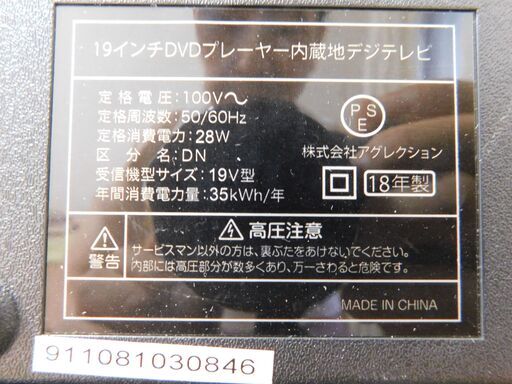 19インチDVDプレーヤー内蔵地デジテレビ
定格電圧:100V〜
定格周波数:50/60Hz
定格消費電力:28W
区分名:DN
受信機型サイズ:19V型
年間消費電力量:35kWh/年
PSE
株式会社アグレクション
18年製
警告
高圧注意
サービスマン以外の方は、裏ぶたをあけないでください。
内部には高圧部分が数多くあり、万一さわると危険です。
MADE IN CHINA
911081030846